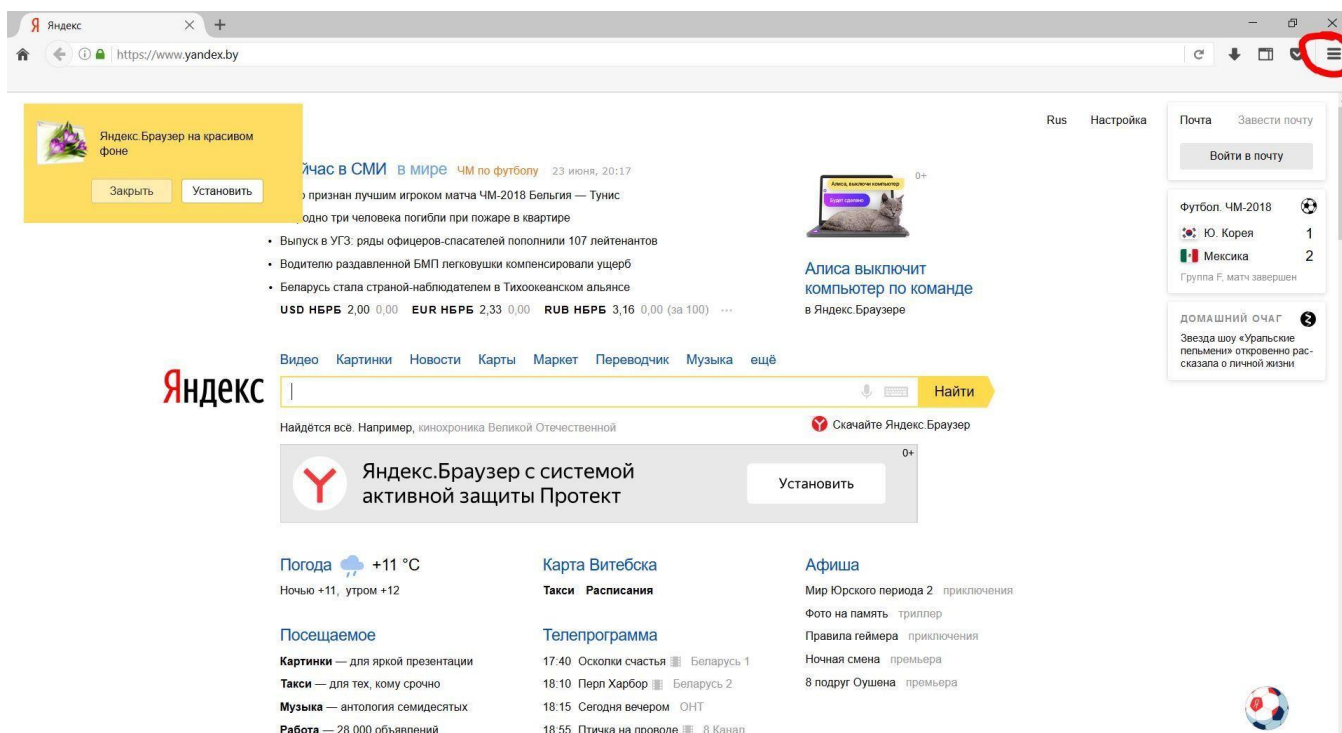 Яндекс
https://www.yandex.by
Яндекс.Браузер на красивом
фоне
Закрыть Установить
Rus Настройка
Почта Завести почту
Войти в почту
йчас в СМИ в мире ЧМ по футболу 23 июня, 20:17
признан лучшим игроком матча ЧМ-2018 Бельгия — Тунис
одно три человека погибли при пожаре в квартире
• Выпуск в УГЗ: ряды офицеров-спасателей пополнили 107 лейтенантов
• Водителю раздавленной БМП легковушки компенсировали ущерб
• Беларусь стала страной-наблюдателем в Тихоокеанском альянсе
USD НБРБ 2,00 0,00 EUR НБРБ 2,33 0,00 RUB НБРБ 3,16 0,00 (за 100) ···
Алиса, выключи компьютер
Будет сделано
0+
Алиса выключит
компьютер по команде
в Яндекс.Браузере
Футбол. ЧМ-2018
Ю. Корея 1
Мексика 2
Группа F, матч завершен
ДОМАШНИЙ ОЧАГ
Звезда шоу «Уральские
пельмени» откровенно рас-
сказала о личной жизни
Видео Картинки Новости Карты Маркет Переводчик Музыка ещё
Яндекс
Найти
Найдётся всё. Например, кинохроника Великой Отечественной
Скачайте Яндекс.Браузер
Яндекс.Браузер с системой
активной защиты Протект
Установить
0+
Погода +11 °C
Ночью +11, утром +12
Карта Витебска
Такси Расписания
Афиша
Мир Юрского периода 2 приключения
Фото на память триллер
Правила геймера приключения
Ночная смена премьера
8 подруг Оушена премьера
Посещаемое
Картинки — для яркой презентации
Такси — для тех, кому срочно
Музыка — антология семидесятых
Работа — 28 000 объявлений
Телепрограмма
17:40 Осколки счастья Беларусь 1
18:10 Перл Харбор Беларусь 2
18:15 Сегодня вечером ОНТ
18:55 Птичка на проводе 8 Канал